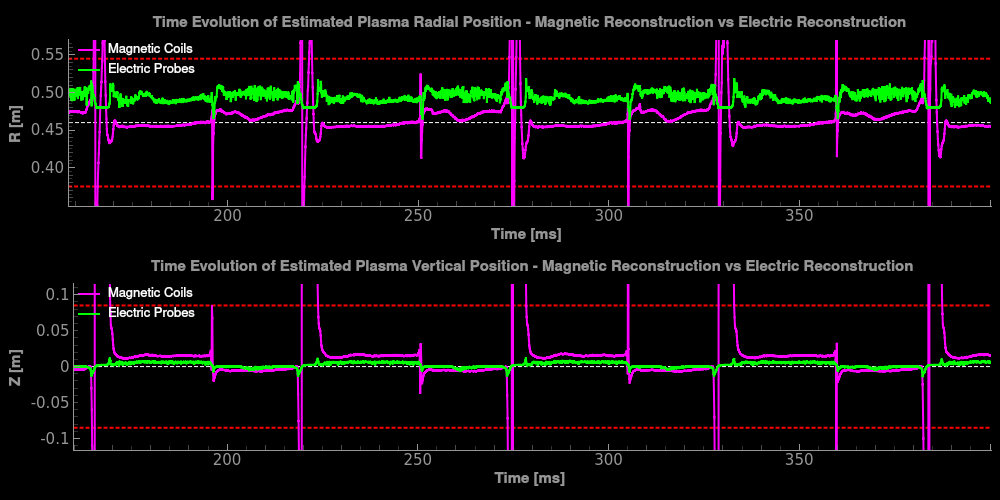 Time Evolution of Estimated Plasma Radial Position - Magnetic Reconstruction vs Electric Reconstruction
Magnetic Coils
Electric Probes
0.55
0.50
0.45
0.40
R [m]
200
250
300
350
Time [ms]
Time Evolution of Estimated Plasma Vertical Position - Magnetic Reconstruction vs Electric Reconstruction
Magnetic Coils
Electric Probes
0.1
0.05
0
-0.05
-0.1
Z [m]
200
250
300
350
Time [ms]